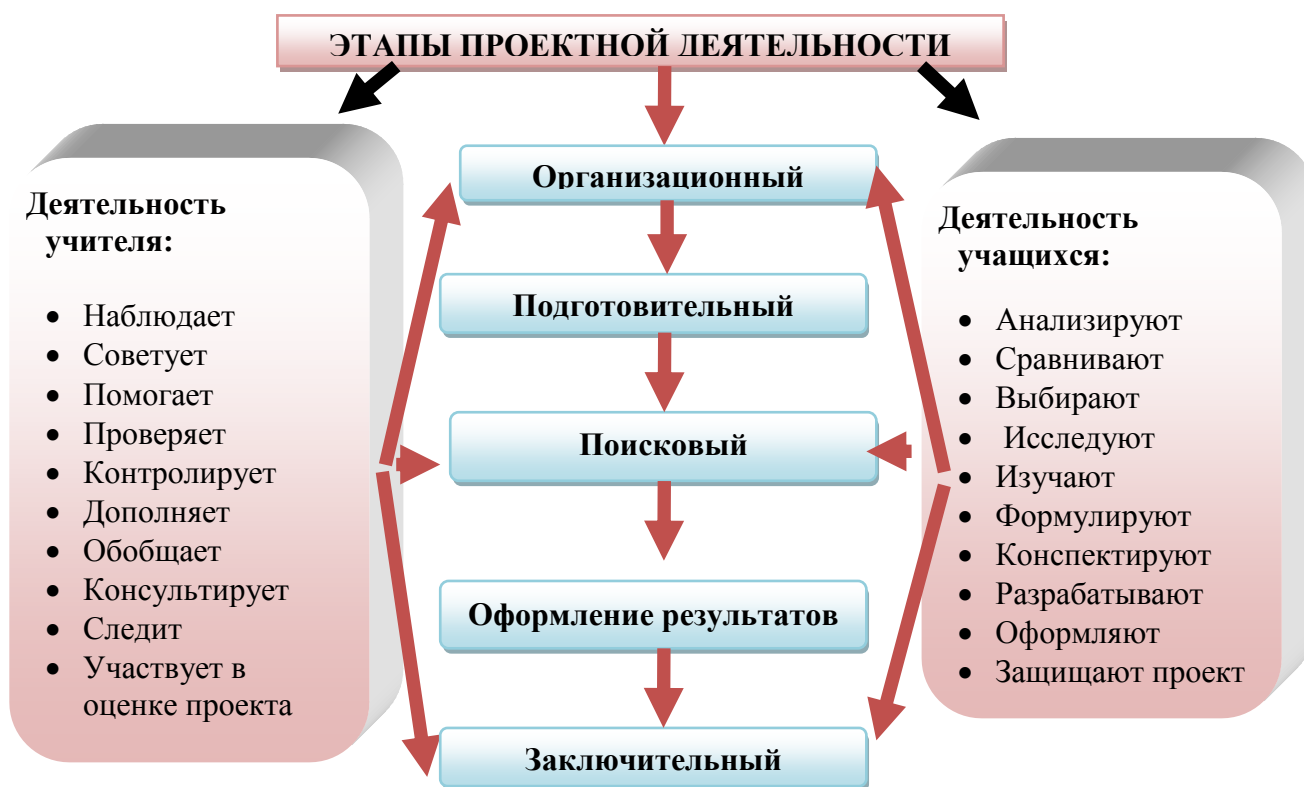 ЭТАПЫ ПРОЕКТНОЙ ДЕЯТЕЛЬНОСТИ
Деятельность
учителя:
• Наблюдает
• Советует
• Помогает
• Проверяет
• Контролирует
• Дополняет
• Обобщает
• Консультирует
• Следит
• Участвует в
оценке проекта
Организационный
Подготовительный
Поисковый
Оформление результатов
Заключительный
Деятельность
учащихся:
• Анализируют
• Сравнивают
• Выбирают
• Исследуют
• Изучают
• Формулируют
• Конспектируют
• Разрабатывают
• Оформляют
• Защищают проект